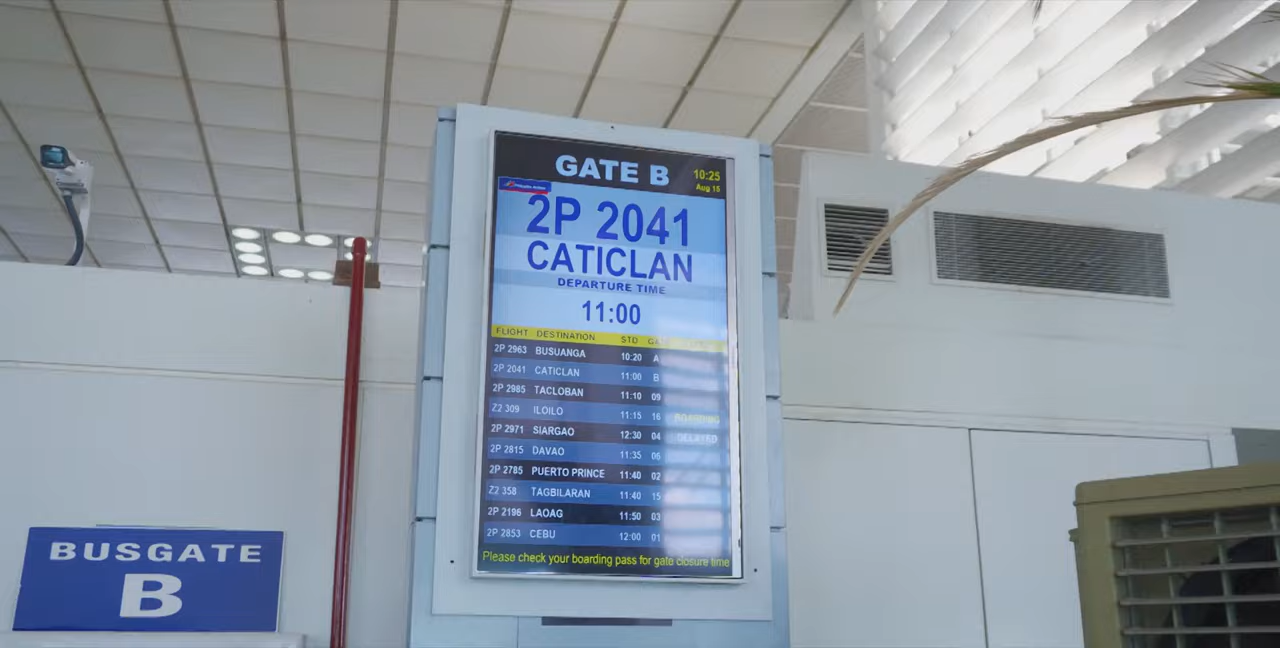 GATE B
10:25
Aug 15
2P 2041
CATICLAN
DEPARTURE TIME
11:00
FLIGHT DESTINATION STD
2P 2963 BUSUANGA 10:20 A
2P 2041 CATICLAN 11:00 B
2P 2985 TACLOBAN 11:10 09
Z2 309 ILOILO 11:15 16 BOARDING
2P 2971 SIARGAO 12:30 04 DELAYED
2P 2815 DAVAO 11:35 06
2P 2785 PUERTO PRINCE 11:40 02
Z2 358 TAGBILARAN 11:40 15
2P 2196 LAOAG 11:50 03
2P 2853 CEBU 12:00 01
Please check your boarding pass for gate closure time
BUSGATE
B